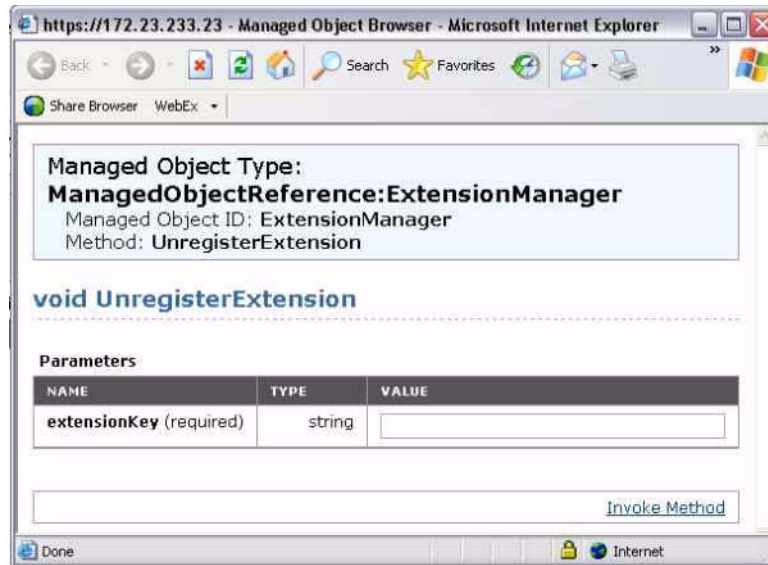 https://172.23.233.23 - Managed Object Browser - Microsoft Internet Explorer
Back Search Favorites »
Share Browser WebEx
Managed Object Type:
ManagedObjectReference:ExtensionManager
Managed Object ID: ExtensionManager
Method: UnregisterExtension
void UnregisterExtension
Parameters
NAME TYPE VALUE
extensionKey (required) string
Invoke Method
Done Internet